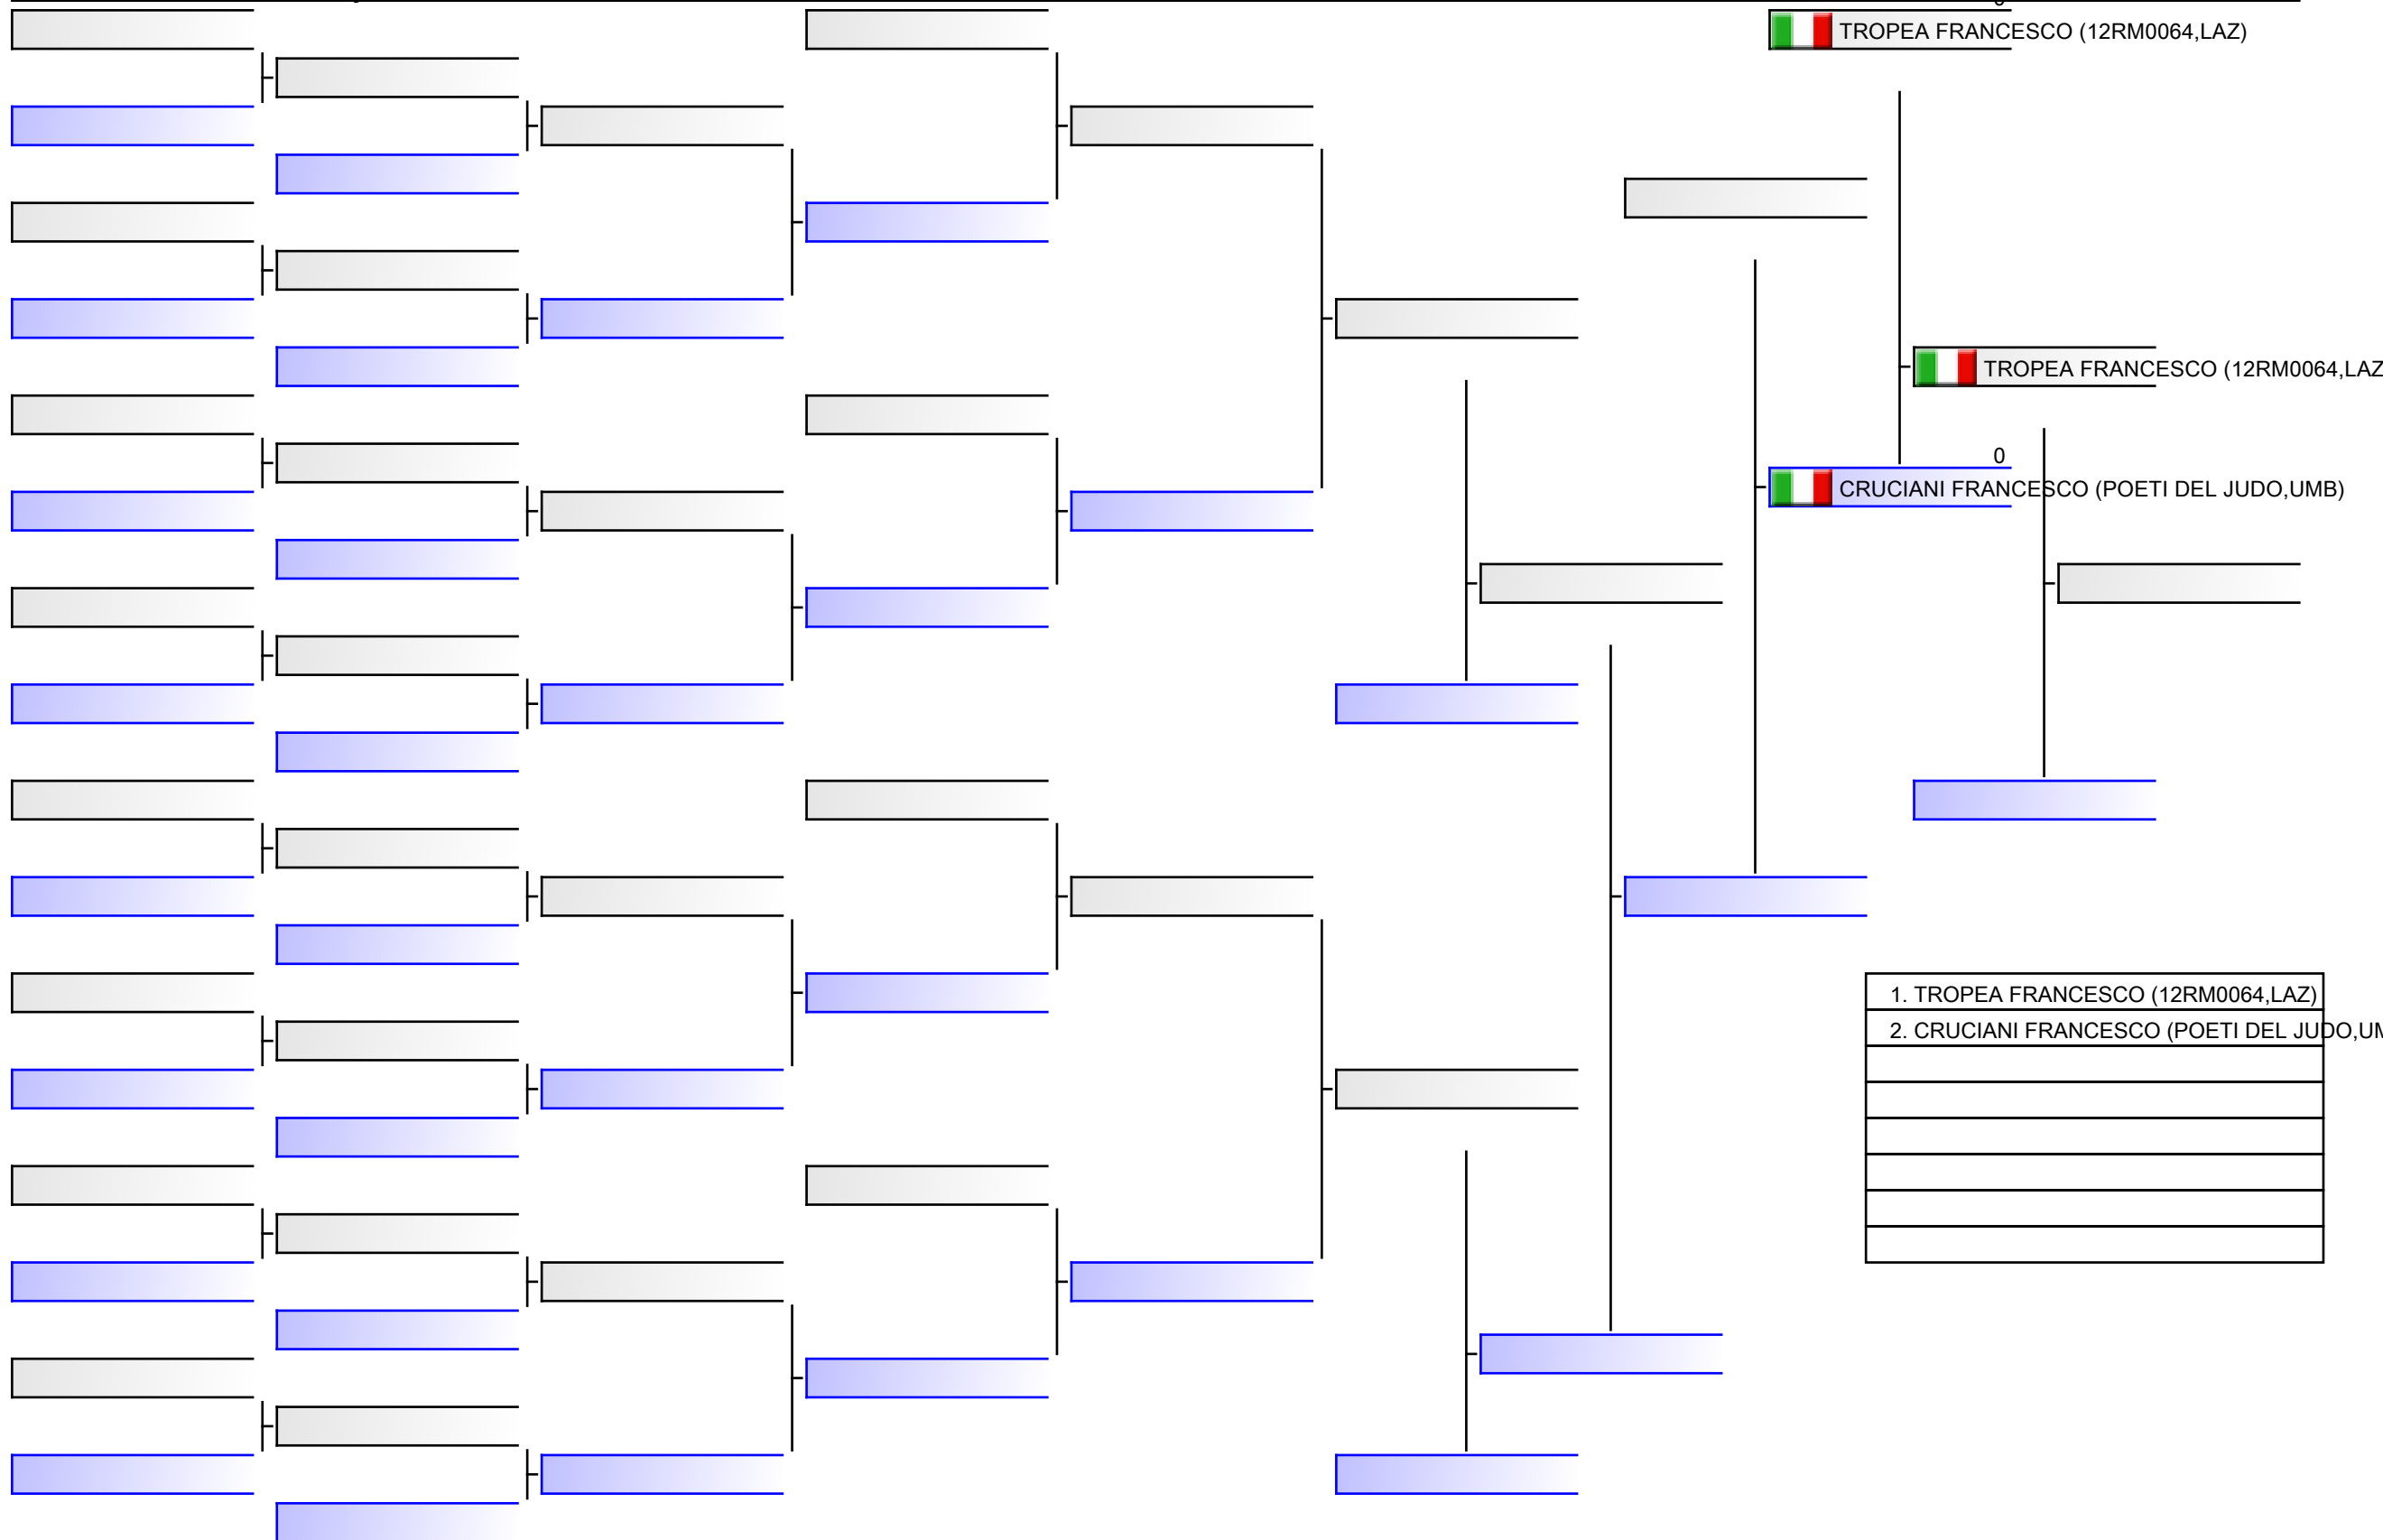 TROPEA FRANCESCO (12RM0064,LAZ)
TROPEA FRANCESCO (12RM0064,LAZ
0
CRUCIANI FRANCESCO (POETI DEL JUDO,UMB)
1. TROPEA FRANCESCO (12RM0064,LAZ)
2. CRUCIANI FRANCESCO (POETI DEL JUDO,UM